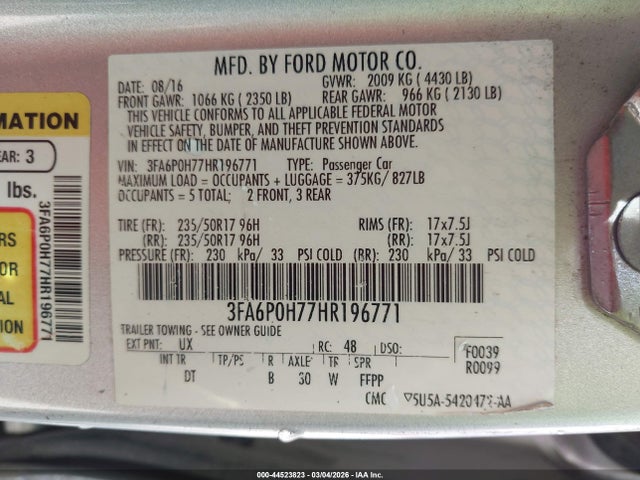 MFD. BY FORD MOTOR CO.
DATE: 08/16 GVWR: 2009 KG (4430 LB)
FRONT GAWR: 1066 KG (2350 LB) REAR GAWR: 966 KG (2130 LB)
THIS VEHICLE CONFORMS TO ALL APPLICABLE FEDERAL MOTOR
VEHICLE SAFETY, BUMPER, AND THEFT PREVENTION STANDARDS
IN EFFECT ON THE DATE OF MANUFACTURE SHOWN ABOVE.
VIN: 3FA6P0H77HR196771 TYPE: Passenger Car
MAXIMUM LOAD = OCCUPANTS + LUGGAGE = 375KG/ 827LB
OCCUPANTS = 5 TOTAL; 2 FRONT, 3 REAR
TIRE (FR): 235/50R17 96H RIMS (FR): 17x7.5J
(RR): 235/50R17 96H (RR): 17x7.5J
PRESSURE (FR): 230 kPa/ 33 PSI COLD (RR): 230 kPa/ 33 PSI COLD
3FA6P0H77HR196771
TRAILER TOWING - SEE OWNER GUIDE
EXT PNT: UX RC: 48 DSO: F0039
INT TR TP/PS R AXLE TR SPR R0099
DT B 30 W FFPP
CMC
MATION
EAR: 3
lbs.
RS
OR
AL
ION
3FA6P0H77HR196771
000-44523823 - 03/04/2026 - IAA Inc.